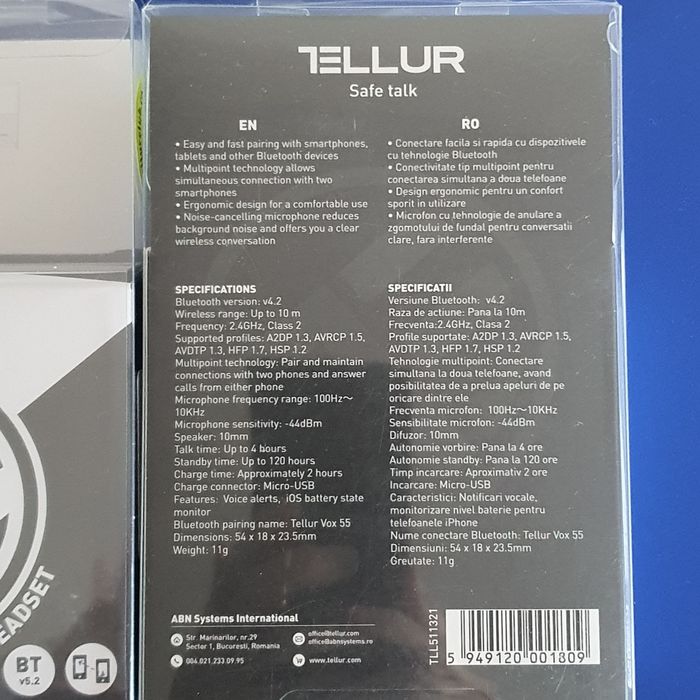 TELLUR
Safe talk
EN
• Easy and fast pairing with smartphones,
tablets and other Bluetooth devices
• Multipoint technology allows
simultaneous connection with two
smartphones
• Ergonomic design for a comfortable use
• Noise-cancelling microphone reduces
background noise and offers you a clear
wireless conversation
SPECIFICATIONS
Bluetooth version: v4.2
Wireless range: Up to 10 m
Frequency: 2.4GHz, Class 2
Supported profiles: A2DP 1.3, AVRCP 1.5,
AVDTP 1.3, HFP 1.7, HSP 1.2
Multipoint technology: Pair and maintain
connections with two phones and answer
calls from either phone
Microphone frequency range: 100Hz～
10KHz
Microphone sensitivity: -44dBm
Speaker: 10mm
Talk time: Up to 4 hours
Standby time: Up to 120 hours
Charge time: Approximately 2 hours
Charge connector: Micro-USB
Features: Voice alerts, iOS battery state
monitor
Bluetooth pairing name: Tellur Vox 55
Dimensions: 54 x 18 x 23.5mm
Weight: 11g
RO
• Conectare facila si rapida cu dispozitivele
cu tehnologie Bluetooth
• Conectivitate tip multipoint pentru
conectarea simultana a doua telefoane
• Design ergonomic pentru un confort
sporit in utilizare
• Microfon cu tehnologie de anulare a
zgomotului de fundal pentru conversatii
clare, fara interferente
SPECIFICATII
Versiune Bluetooth: v4.2
Raza de actiune: Pana la 10m
Frecventa:2.4GHz, Clasa 2
Profile suportate: A2DP 1.3, AVRCP 1.5,
AVDTP 1.3, HFP 1.7, HSP 1.2
Tehnologie multipoint: Conectare
simultana la doua telefoane, avand
posibilitatea de a prelua apeluri de pe
oricare dintre ele
Frecventa microfon: 100Hz～10KHz
Sensibilitate microfon: -44dBm
Difuzor: 10mm
Autonomie vorbire: Pana la 4 ore
Autonomie standby: Pana la 120 ore
Timp incarcare: Aproximativ 2 ore
Incarcare: Micro-USB
Caracteristici: Notificari vocale,
monitorizare nivel baterie pentru
telefoanele iPhone
Nume conectare Bluetooth: Tellur Vox 55
Dimensiuni: 54 x 18 x 23.5mm
Greutate: 11g
ABN Systems International
Str. Marinarilor, nr.29
Sector 1, Bucuresti, Romania
004.021.233.09.95
office@tellur.com
office@abnsystems.ro
www.tellur.com
TLL511321
5 949120 001809
EADSET
BT
v5.2